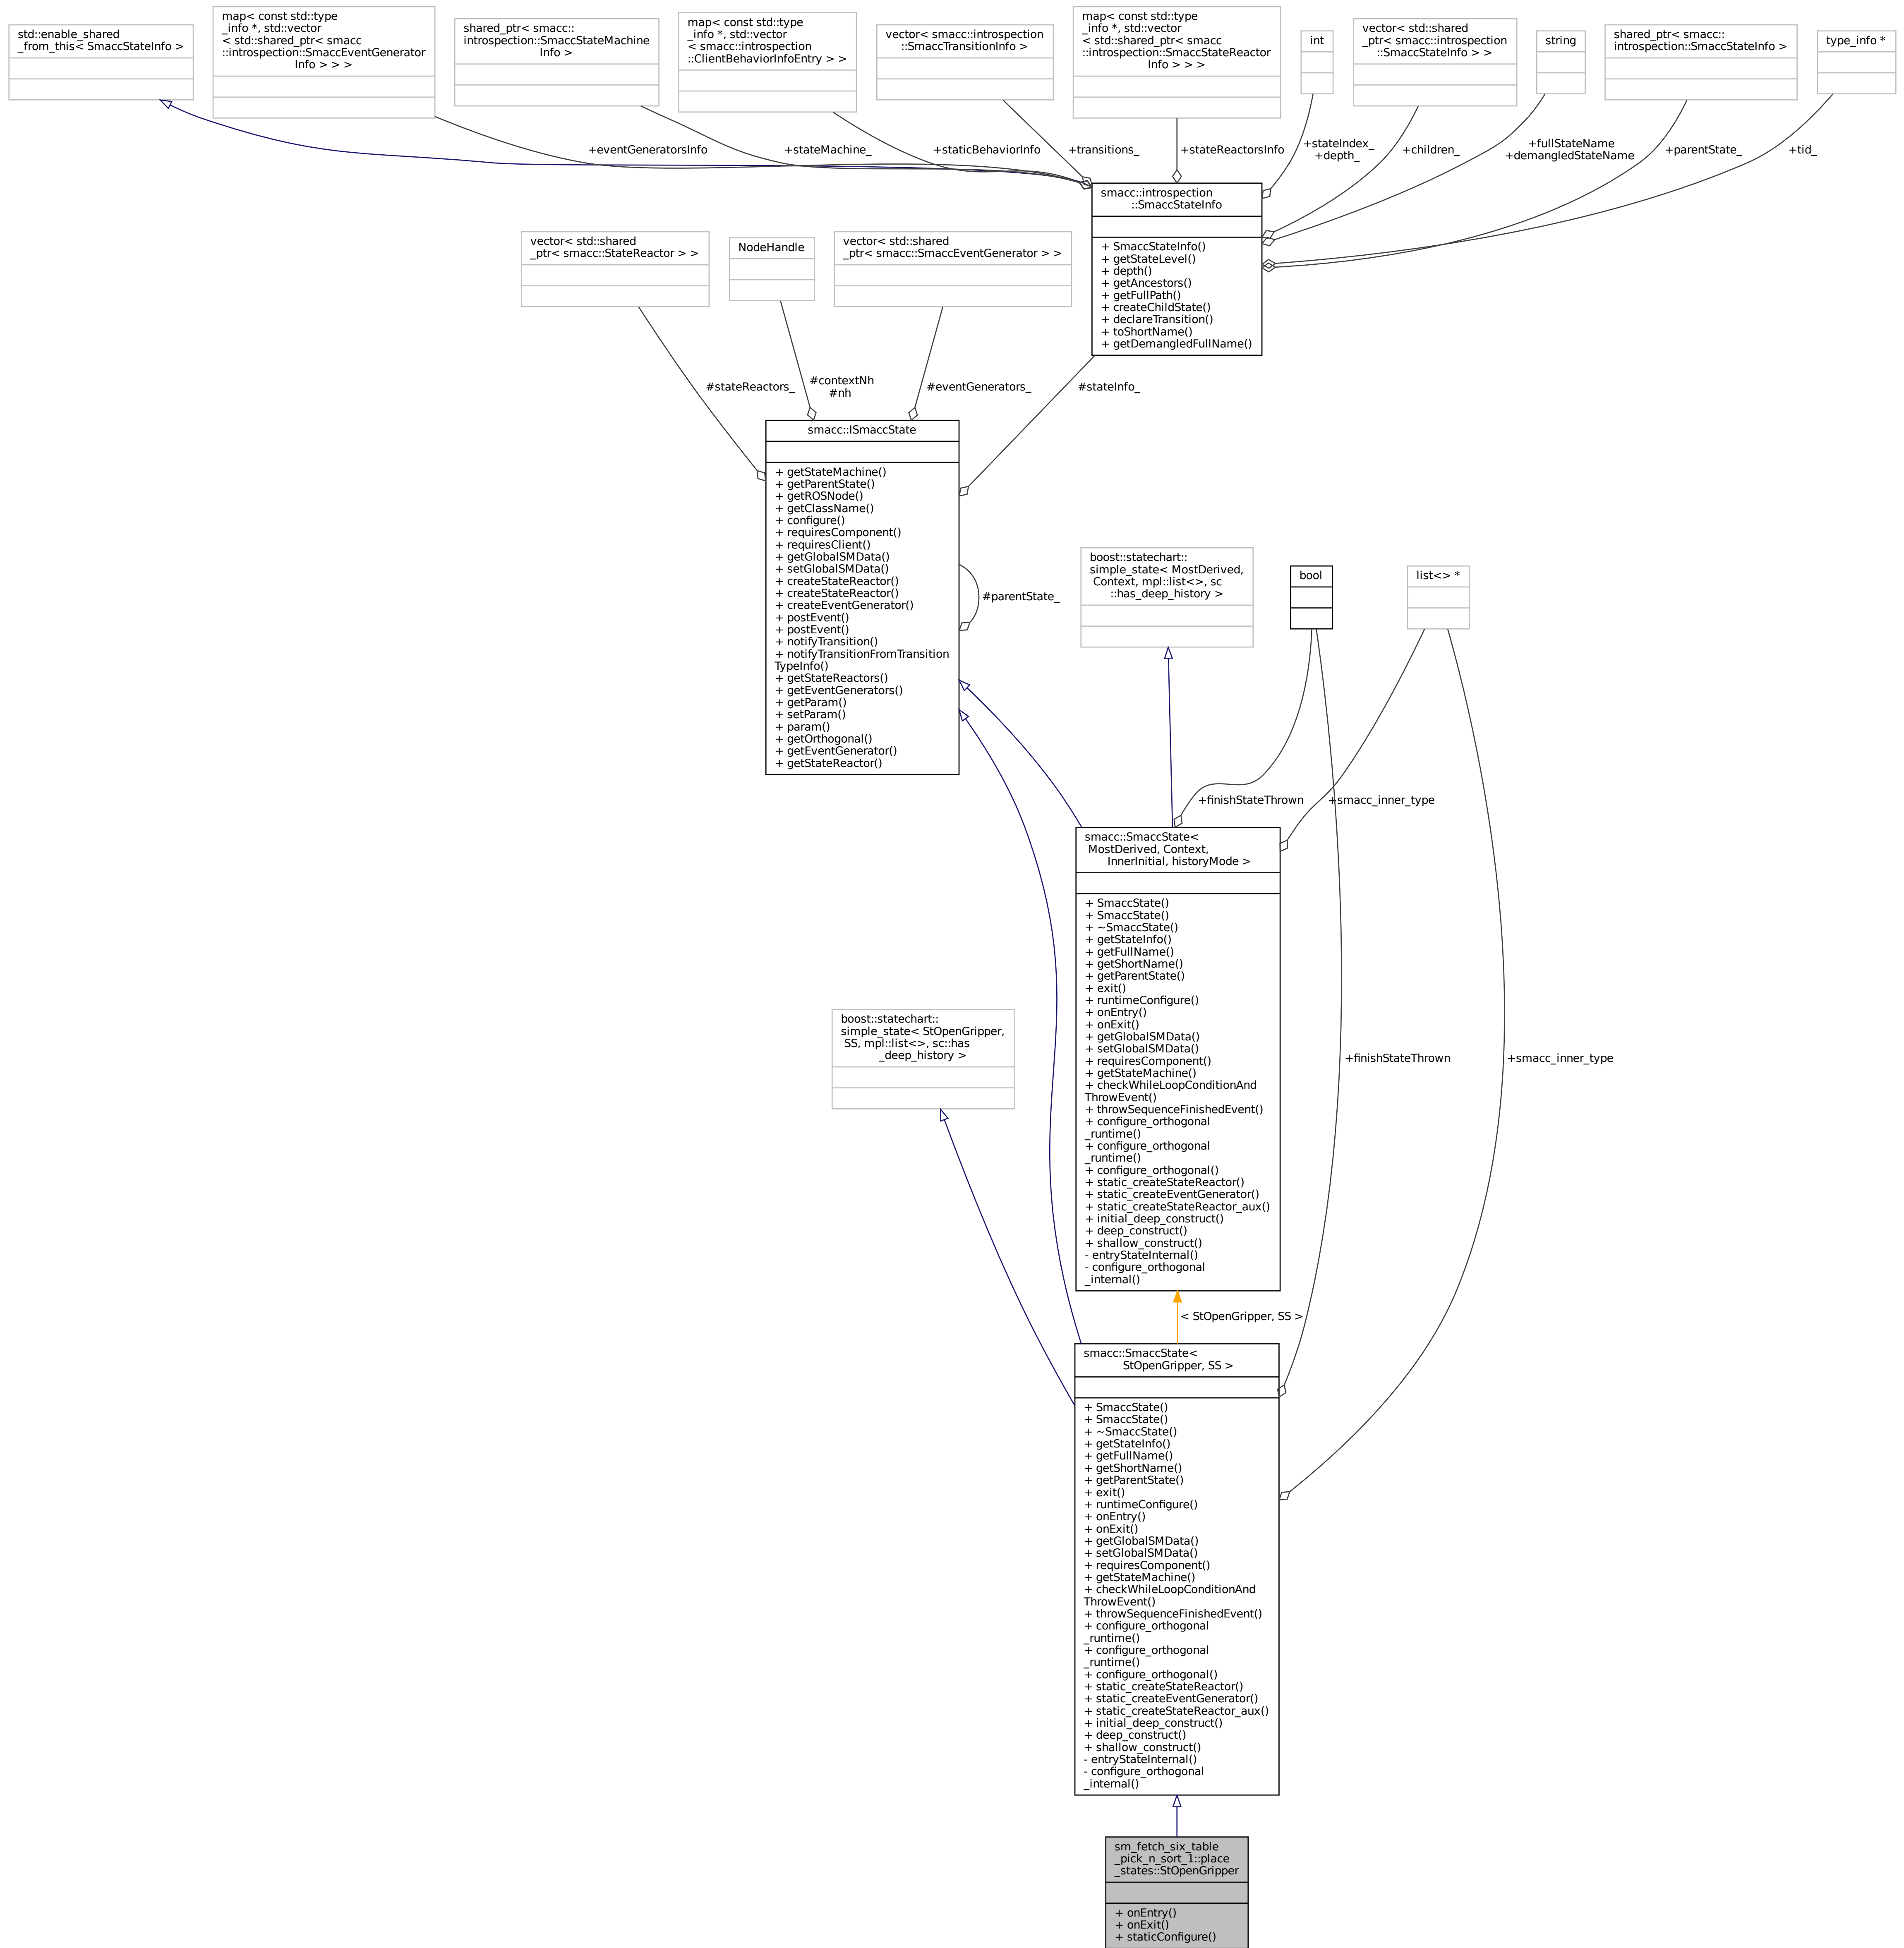 std::enable_shared
_from_this< SmaccStateInfo >
map< const std::type
_info *, std::vector
< std::shared_ptr< smacc
::introspection::SmaccEventGenerator
Info > > >
shared_ptr< smacc::
introspection::SmaccStateMachine
Info >
map< const std::type
_info *, std::vector
< smacc::introspection
::ClientBehaviorInfoEntry > >
vector< smacc::introspection
::SmaccTransitionInfo >
map< const std::type
_info *, std::vector
< std::shared_ptr< smacc
::introspection::SmaccStateReactor
Info > > >
int
vector< std::shared
_ptr< smacc::introspection
::SmaccStateInfo > >
string
shared_ptr< smacc::
introspection::SmaccStateInfo >
type_info *
+eventGeneratorsInfo
+stateMachine_
+staticBehaviorInfo
+transitions_
+stateReactorsInfo
+stateIndex_
+depth_
+children_
+fullStateName
+demangledStateName
+parentState_
+tid_
smacc::introspection
::SmaccStateInfo
+ SmaccStateInfo()
+ getStateLevel()
+ depth()
+ getAncestors()
+ getFullPath()
+ createChildState()
+ declareTransition()
+ toShortName()
+ getDemangledFullName()
vector< std::shared
_ptr< smacc::StateReactor > >
NodeHandle
vector< std::shared
_ptr< smacc::SmaccEventGenerator > >
#stateReactors_
#contextNh
#nh
#eventGenerators_
#stateInfo_
smacc::ISmaccState
+ getStateMachine()
+ getParentState()
+ getROSNode()
+ getClassName()
+ configure()
+ requiresComponent()
+ requiresClient()
+ getGlobalSMData()
+ setGlobalSMData()
+ createStateReactor()
+ createStateReactor()
+ createEventGenerator()
+ postEvent()
+ postEvent()
+ notifyTransition()
+ notifyTransitionFromTransition
TypeInfo()
+ getStateReactors()
+ getEventGenerators()
+ getParam()
+ setParam()
+ param()
+ getOrthogonal()
+ getEventGenerator()
+ getStateReactor()
#parentState_
boost::statechart::
simple_state< MostDerived,
Context, mpl::list<>, sc
::has_deep_history >
bool
list<> *
+finishStateThrown
+smacc_inner_type
smacc::SmaccState<
MostDerived, Context,
InnerInitial, historyMode >
+ SmaccState()
+ SmaccState()
+ ~SmaccState()
+ getStateInfo()
+ getFullName()
+ getShortName()
+ getParentState()
+ exit()
+ runtimeConfigure()
+ onEntry()
+ onExit()
+ getGlobalSMData()
+ setGlobalSMData()
+ requiresComponent()
+ getStateMachine()
+ checkWhileLoopConditionAnd
ThrowEvent()
+ throwSequenceFinishedEvent()
+ configure_orthogonal
_runtime()
+ configure_orthogonal
_runtime()
+ configure_orthogonal()
+ static_createStateReactor()
+ static_createEventGenerator()
+ static_createStateReactor_aux()
+ initial_deep_construct()
+ deep_construct()
+ shallow_construct()
- entryStateInternal()
- configure_orthogonal
_internal()
boost::statechart::
simple_state< StOpenGripper,
SS, mpl::list<>, sc::has
_deep_history >
+finishStateThrown
+smacc_inner_type
< StOpenGripper, SS >
smacc::SmaccState<
StOpenGripper, SS >
+ SmaccState()
+ SmaccState()
+ ~SmaccState()
+ getStateInfo()
+ getFullName()
+ getShortName()
+ getParentState()
+ exit()
+ runtimeConfigure()
+ onEntry()
+ onExit()
+ getGlobalSMData()
+ setGlobalSMData()
+ requiresComponent()
+ getStateMachine()
+ checkWhileLoopConditionAnd
ThrowEvent()
+ throwSequenceFinishedEvent()
+ configure_orthogonal
_runtime()
+ configure_orthogonal
_runtime()
+ configure_orthogonal()
+ static_createStateReactor()
+ static_createEventGenerator()
+ static_createStateReactor_aux()
+ initial_deep_construct()
+ deep_construct()
+ shallow_construct()
- entryStateInternal()
- configure_orthogonal
_internal()
sm_fetch_six_table
_pick_n_sort_1::place
_states::StOpenGripper
+ onEntry()
+ onExit()
+ staticConfigure()